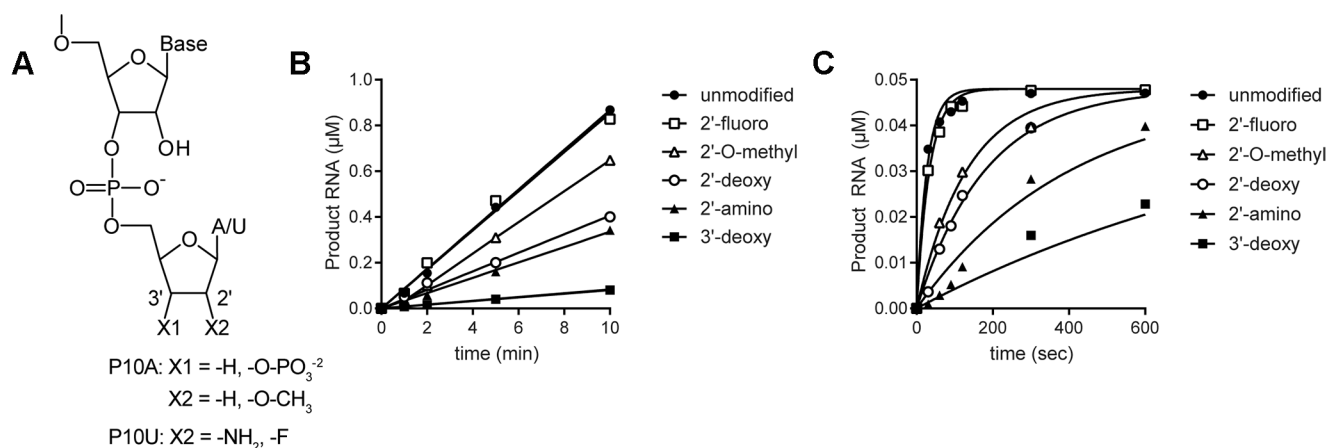 A
O
O
Base
O
OH
O=P-O-
O
O
A/U
3'
2'
X1
X2
P10A: X1 = -H, -O-PO3-2
X2 = -H, -O-CH3
P10U: X2 = -NH2, -F
B
Product RNA (µM)
1.0
0.8
0.6
0.4
0.2
0.0
0
2
4
6
8
10
time (min)
unmodified
2'-fluoro
2'-O-methyl
2'-deoxy
2'-amino
3'-deoxy
C
Product RNA (µM)
0.05
0.04
0.03
0.02
0.01
0.00
0
200
400
600
time (sec)
unmodified
2'-fluoro
2'-O-methyl
2'-deoxy
2'-amino
3'-deoxy